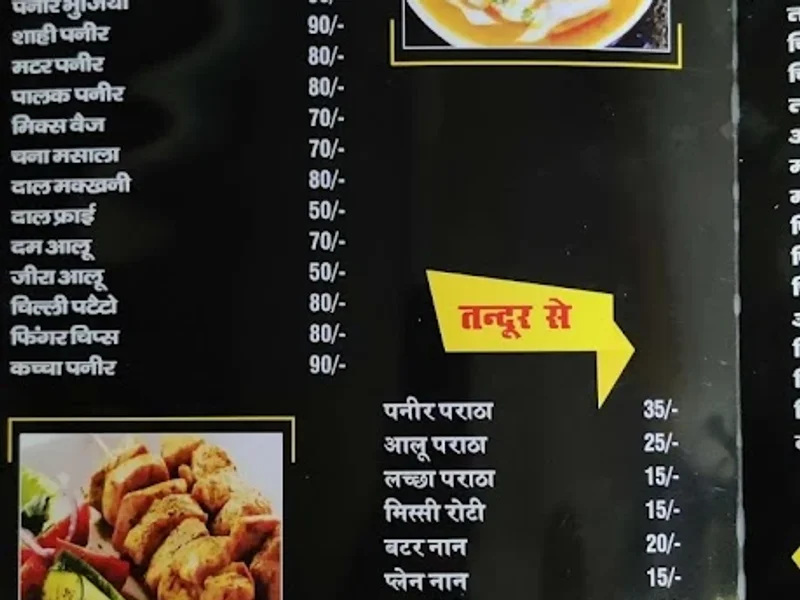 पनीर भुजिया
शाही पनीर 90/-
मटर पनीर 80/-
पालक पनीर 80/-
मिक्स वैज 70/-
चना मसाला 70/-
दाल मक्खनी 80/-
दाल फ्राई 50/-
दम आलू 70/-
जीरा आलू 50/-
चिल्ली पटैटो 80/-
फिंगर चिप्स 80/-
कच्चा पनीर 90/-
तन्दूर से
पनीर पराठा 35/-
आलू पराठा 25/-
लच्छा पराठा 15/-
मिस्सी रोटी 15/-
बटर नान 20/-
प्लेन नान 15/-